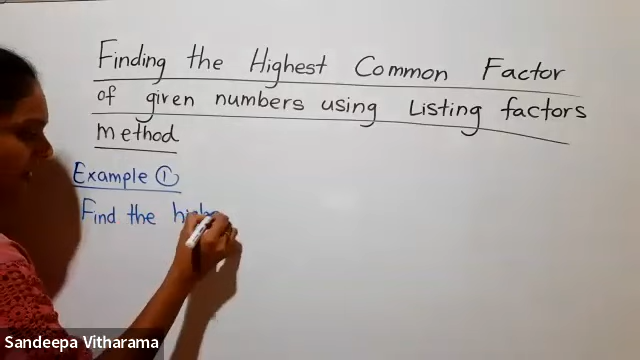 Finding the Highest Common Factor
of given numbers using Listing factors
method
Example ①
Find the
Sandeepa Vitharama